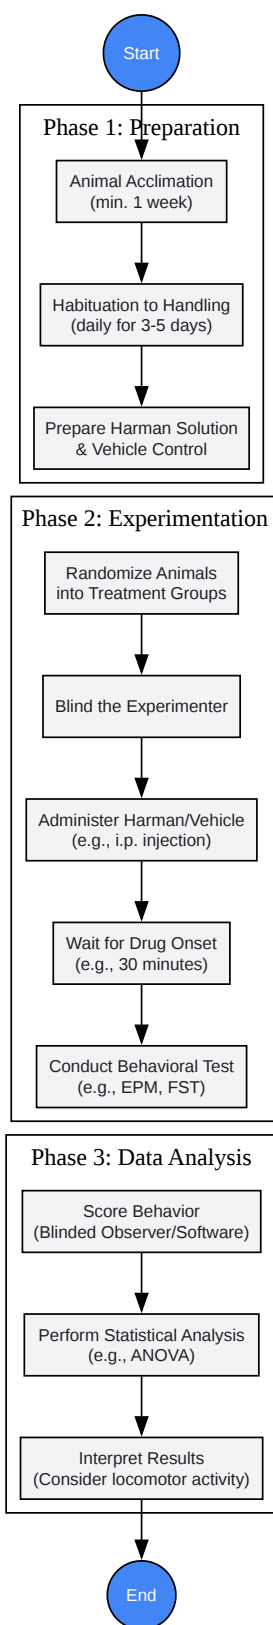 Start
Phase 1: Preparation
Animal Acclimation
(min. 1 week)
Habituation to Handling
(daily for 3-5 days)
Prepare Harman Solution
& Vehicle Control
Phase 2: Experimentation
Randomize Animals
into Treatment Groups
Blind the Experimenter
Administer Harman/Vehicle
(e.g., i.p. injection)
Wait for Drug Onset
(e.g., 30 minutes)
Conduct Behavioral Test
(e.g., EPM, FST)
Phase 3: Data Analysis
Score Behavior
(Blinded Observer/Software)
Perform Statistical Analysis
(e.g., ANOVA)
Interpret Results
(Consider locomotor activity)
End